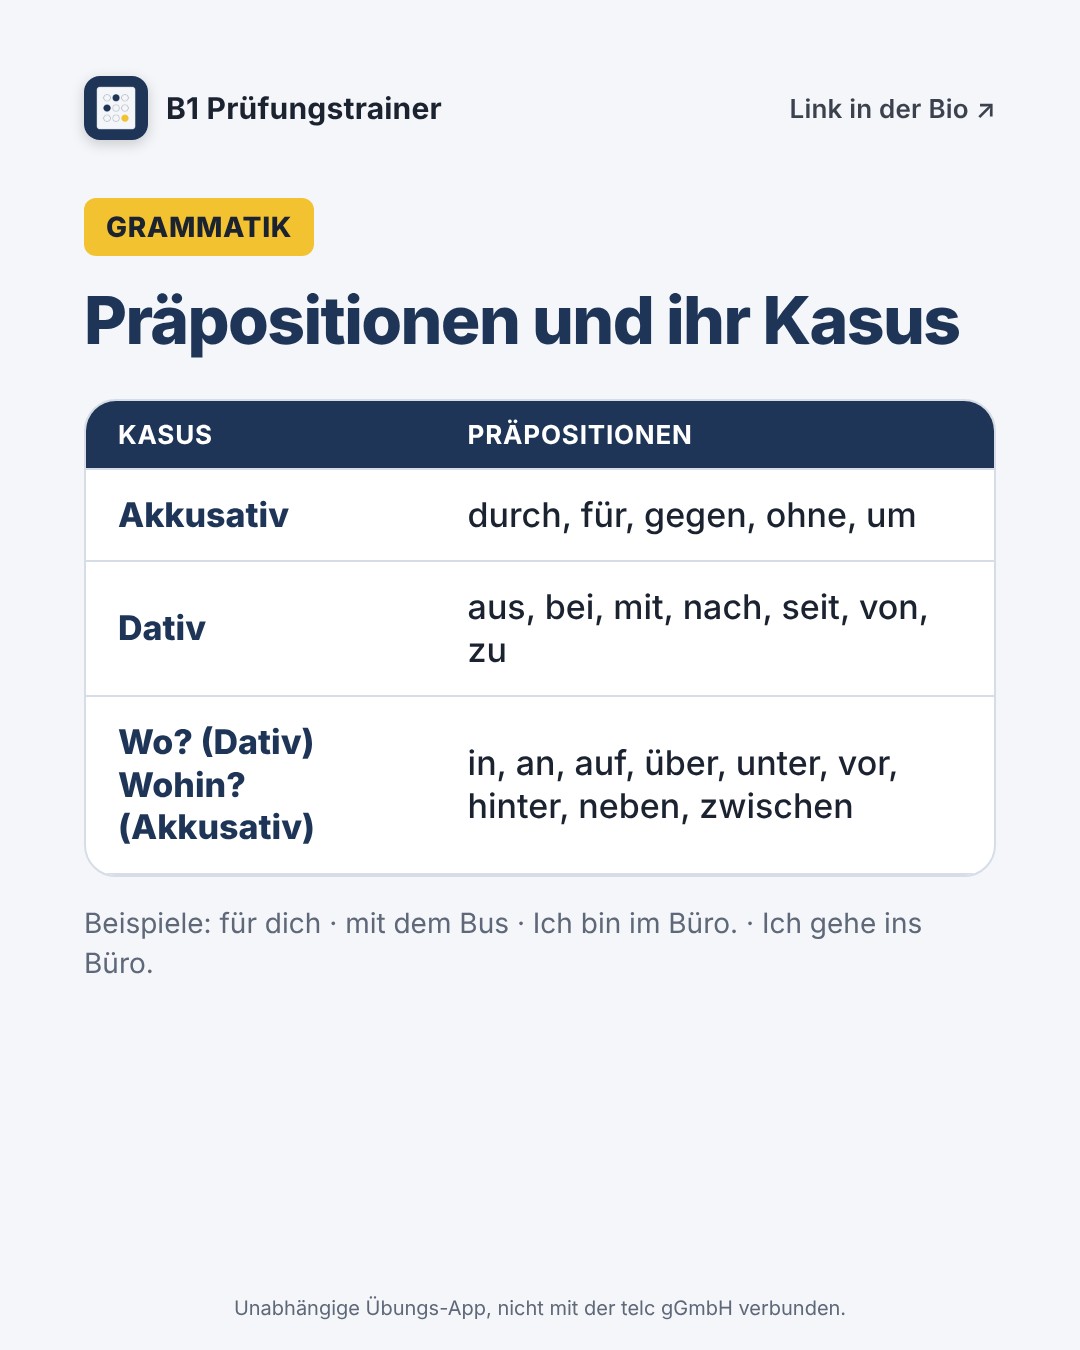 B1 Prüfungstrainer
Link in der Bio ↗
GRAMMATIK
Präpositionen und ihr Kasus
KASUS
PRÄPOSITIONEN
Akkusativ
durch, für, gegen, ohne, um
Dativ
aus, bei, mit, nach, seit, von,
zu
Wo? (Dativ)
Wohin?
(Akkusativ)
in, an, auf, über, unter, vor,
hinter, neben, zwischen
Beispiele: für dich · mit dem Bus · Ich bin im Büro. · Ich gehe ins
Büro.
Unabhängige Übungs-App, nicht mit der telc gGmbH verbunden.